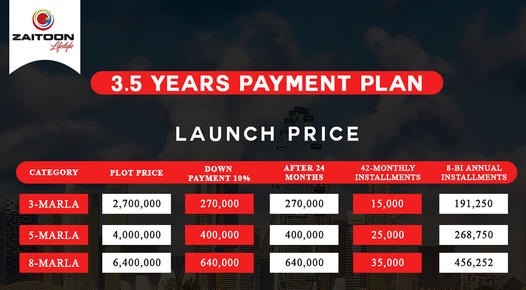 ZAITOON
Lifestyle
3.5 YEARS PAYMENT PLAN
LAUNCH PRICE
CATEGORY PLOT PRICE DOWN PAYMENT 10% AFTER 24 MONTHS 42-MONTHLY INSTALLMENTS 8-BI ANNUAL INSTALLMENTS
3-MARLA 2,700,000 270,000 270,000 15,000 191,250
5-MARLA 4,000,000 400,000 400,000 25,000 268,750
8-MARLA 6,400,000 640,000 640,000 35,000 456,252